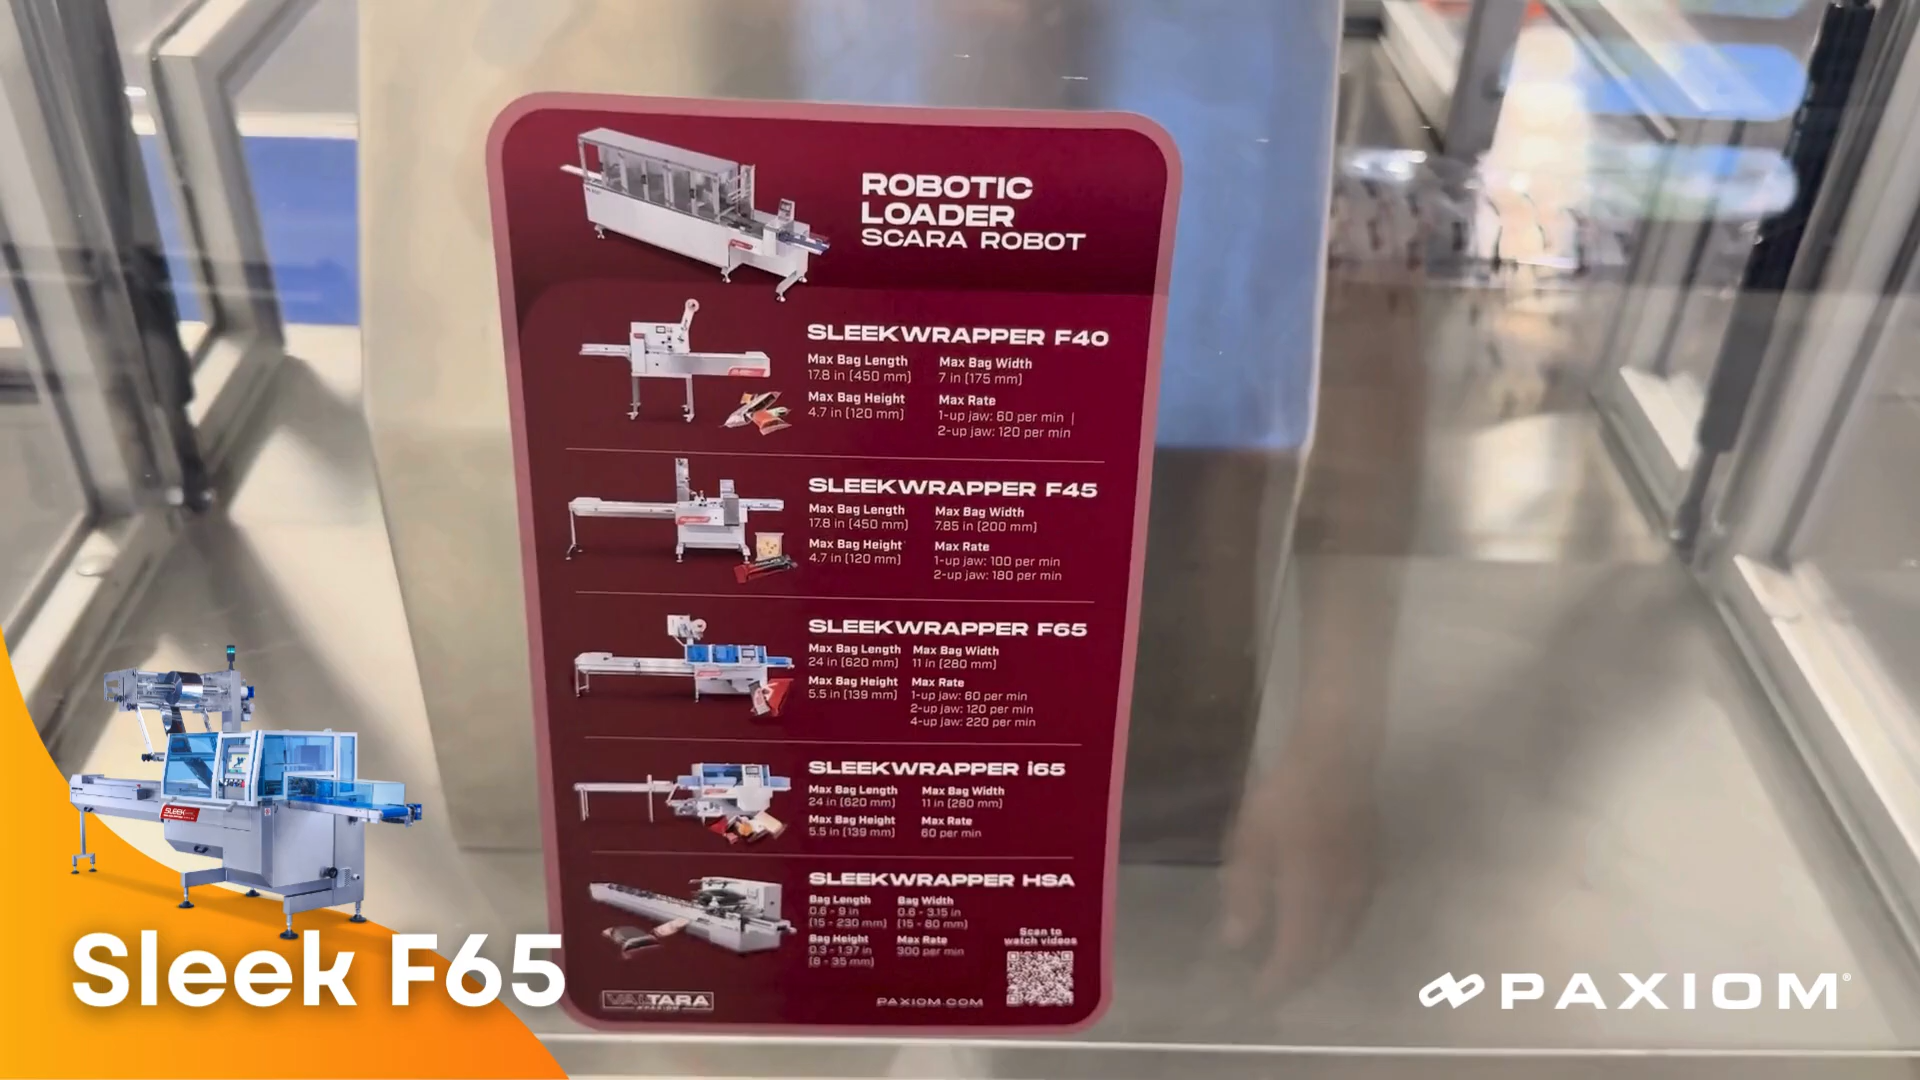 ROBOTIC
LOADER
SCARA ROBOT
SLEEKWRAPPER F40
Max Bag Length Max Bag Width
17.8 in (450 mm) 7 in (175 mm)
Max Bag Height Max Rate
4.7 in (120 mm) 1-up jaw: 60 per min |
2-up jaw: 120 per min
SLEEKWRAPPER F45
Max Bag Length Max Bag Width
17.8 in (450 mm) 7.85 in (200 mm)
Max Bag Height Max Rate
4.7 in (120 mm) 1-up jaw: 100 per min
2-up jaw: 180 per min
SLEEKWRAPPER F65
Max Bag Length Max Bag Width
24 in (620 mm) 11 in (280 mm)
Max Bag Height Max Rate
5.5 in (139 mm) 1-up jaw: 60 per min
2-up jaw: 120 per min
4-up jaw: 220 per min
SLEEKWRAPPER i65
Max Bag Length Max Bag Width
24 in (620 mm) 11 in (280 mm)
Max Bag Height Max Rate
5.5 in (139 mm) 60 per min
SLEEKWRAPPER HSA
Bag Length Bag Width
0.6 - 9 in 0.6 - 3.15 in
(15 - 230 mm) (15 - 80 mm)
Bag Height Max Rate
0.3 - 1.37 in 300 per min
(8 - 35 mm)
Scan to
watch videos
VALTARA
PAXIOM.COM
SLEEK
Sleek F65
PAXIOM®